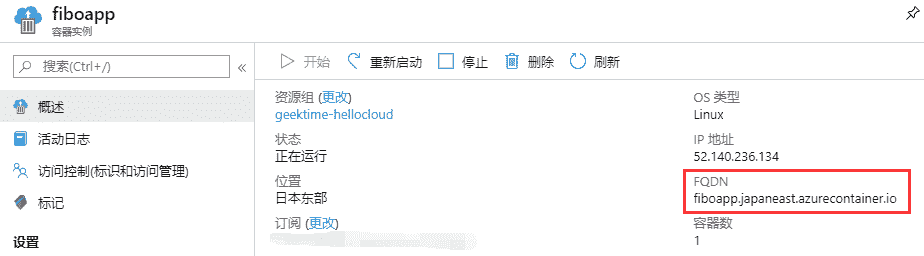 fiboapp
容器实例
搜索(Ctrl+/)
«
开始
重新启动
停止
删除
刷新
概述
活动日志
访问控制(标识和访问管理)
标记
设置
资源组 (更改)
geektime-hellocloud
状态
正在运行
位置
日本东部
订阅 (更改)
OS 类型
Linux
IP 地址
52.140.236.134
FQDN
fiboapp.japaneast.azurecontainer.io
容器数
1